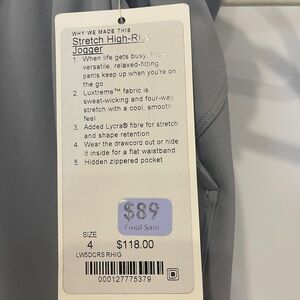 WHY WE MADE THIS
Stretch High-Rise
Jogger
1. When life gets busy, these
versatile, relaxed-fitting
pants keep up when you're on
the go
2. Luxtreme™ fabric is
sweat-wicking and four-way
stretch with a cool, smooth
feel
3. Added Lycra® fibre for stretch
and shape retention
4. Wear the drawcord out or hide
it inside for a flat waistband
5. Hidden zippered pocket
$89
Final Sale
SIZE
4 $118.00
LW5DCRS RHIG
000127775379